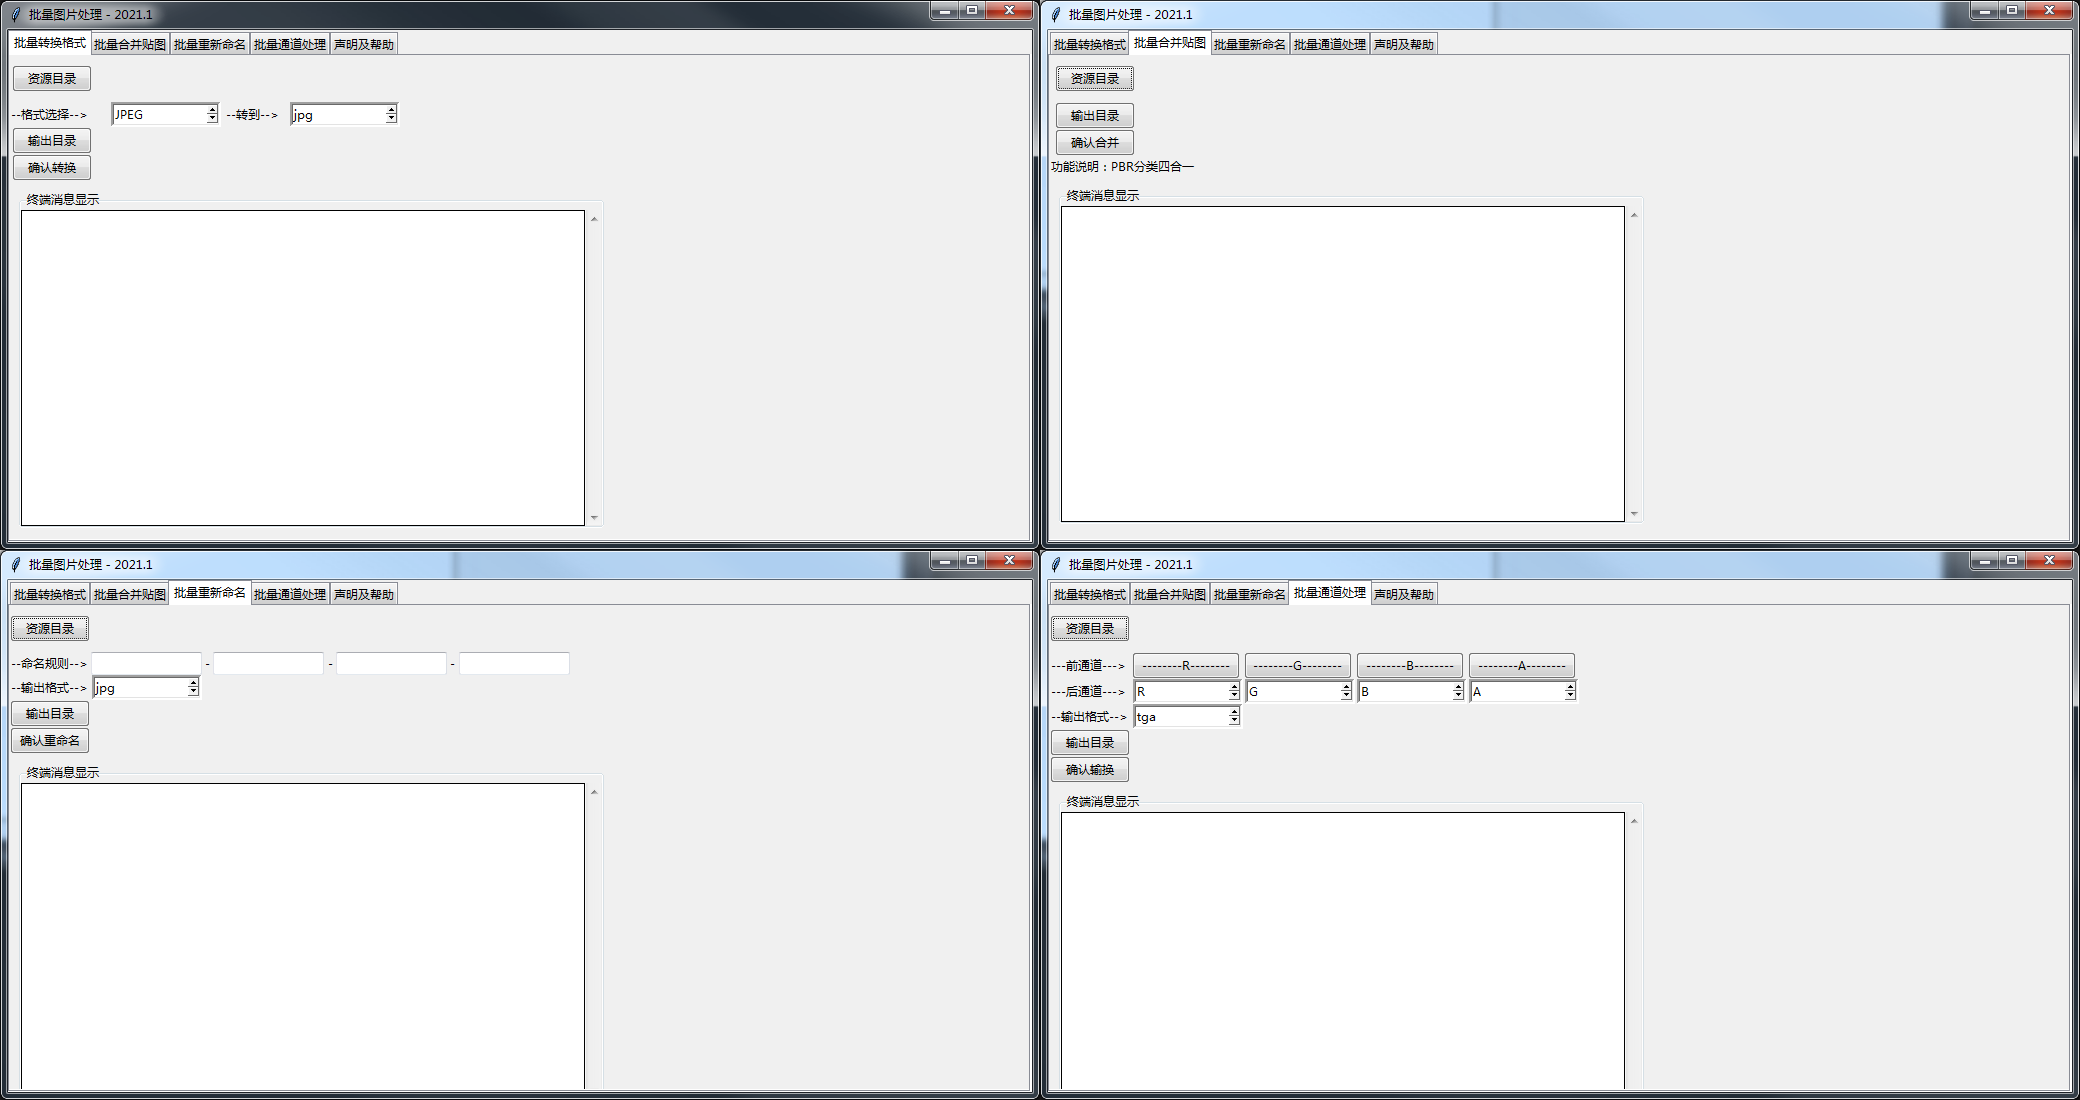 批量图片处理 - 2021.1
批量转换格式 批量合并贴图 批量重新命名 批量通道处理 声明及帮助
资源目录
--格式选择--> JPEG --转到--> jpg
输出目录
确认转换
终端消息显示
批量图片处理 - 2021.1
批量转换格式 批量合并贴图 批量重新命名 批量通道处理 声明及帮助
资源目录
输出目录
确认合并
功能说明：PBR分类四合一
终端消息显示
批量图片处理 - 2021.1
批量转换格式 批量合并贴图 批量重新命名 批量通道处理 声明及帮助
资源目录
--命名规则--> - - -
--输出格式--> jpg
输出目录
确认重命名
终端消息显示
批量图片处理 - 2021.1
批量转换格式 批量合并贴图 批量重新命名 批量通道处理 声明及帮助
资源目录
---前通道---> --------R-------- --------G-------- --------B-------- --------A--------
---后通道---> R G B A
--输出格式--> tga
输出目录
确认输换
终端消息显示